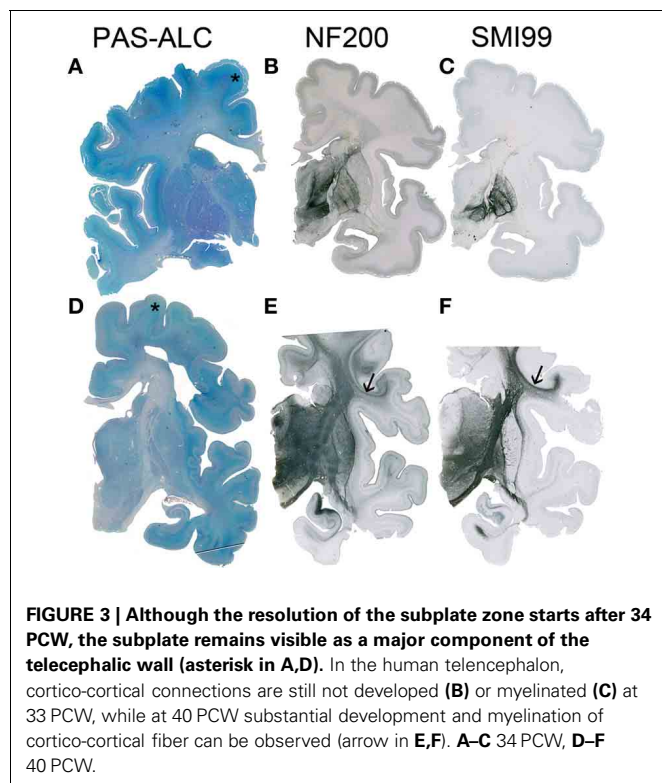 PAS-ALC NF200 SMI99
A B C
*
D E F
*
FIGURE 3 | Although the resolution of the subplate zone starts after 34
PCW, the subplate remains visible as a major component of the
telecephalic wall (asterisk in A,D). In the human telencephalon,
cortico-cortical connections are still not developed (B) or myelinated (C) at
33 PCW, while at 40 PCW substantial development and myelination of
cortico-cortical fiber can be observed (arrow in E,F). A–C 34 PCW, D–F
40 PCW.